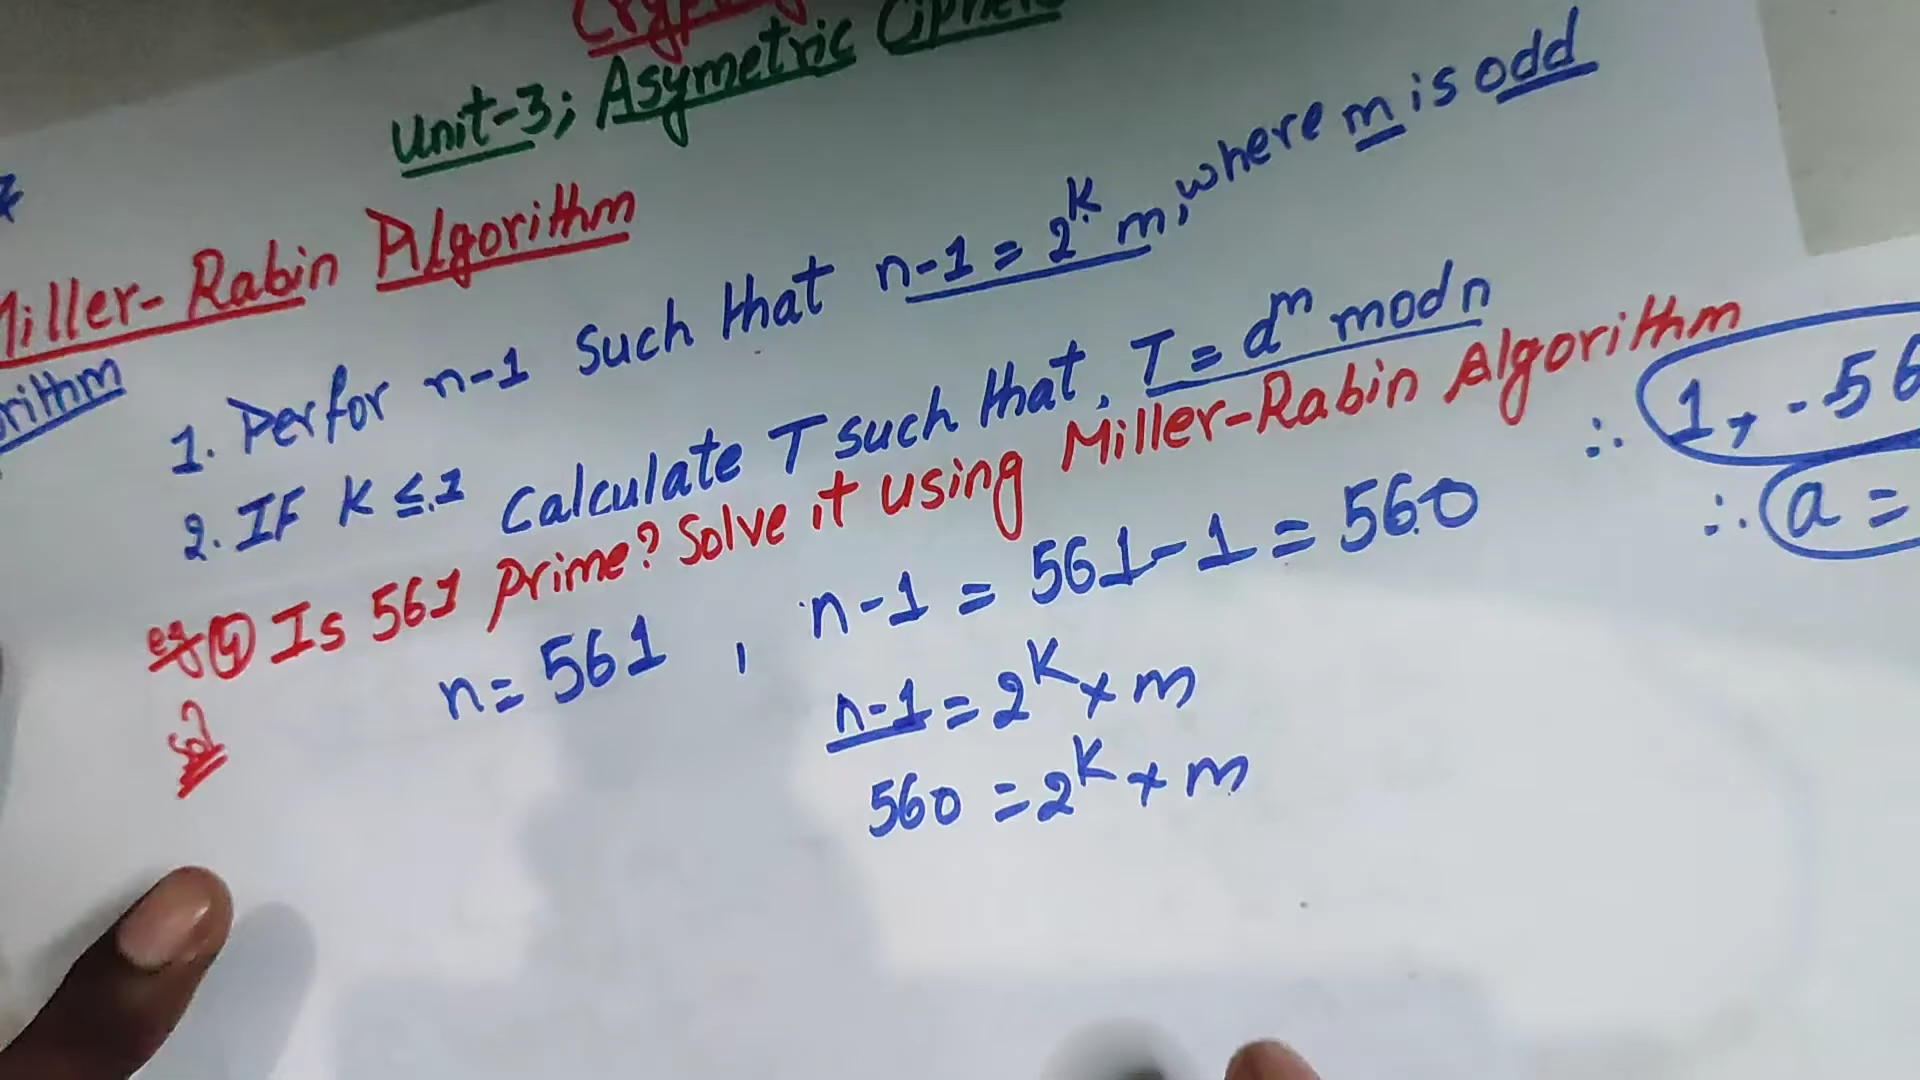 Unit-3; Asymetric
Miller-Rabin Algorithm
1. Perfor n-1 Such that n-1 = 2^k m, where m is odd
2. IF K ≤ 1 Calculate T such that, T = d^m mod n
eg 4 Is 561 Prime? Solve it using Miller-Rabin Algorithm
Sol
n = 561 , n-1 = 561-1 = 560
n-1 = 2^K × m
560 = 2^K × m
∴ 1, -56
∴ a =